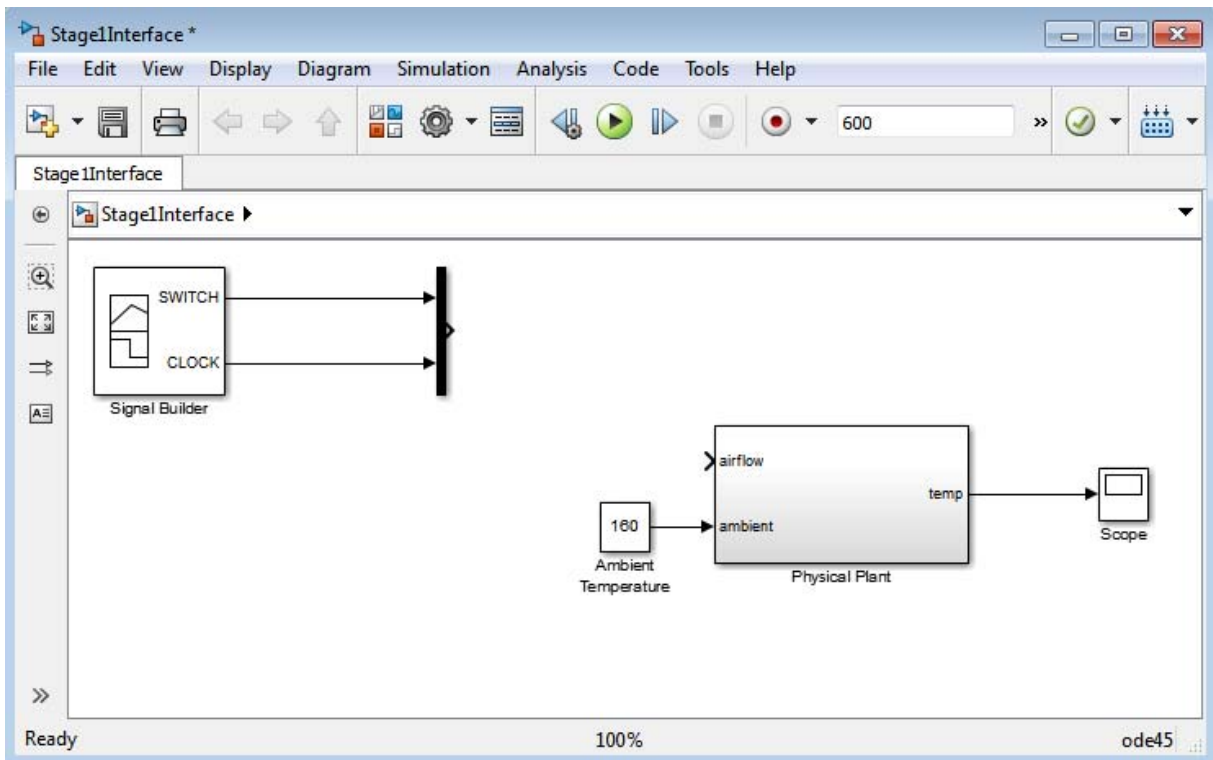 Stage1Interface *
File Edit View Display Diagram Simulation Analysis Code Tools Help
600
Stage1Interface
Stage1Interface
SWITCH
CLOCK
Signal Builder
airflow
temp
160
ambient
Scope
Ambient
Temperature
Physical Plant
Ready 100% ode45